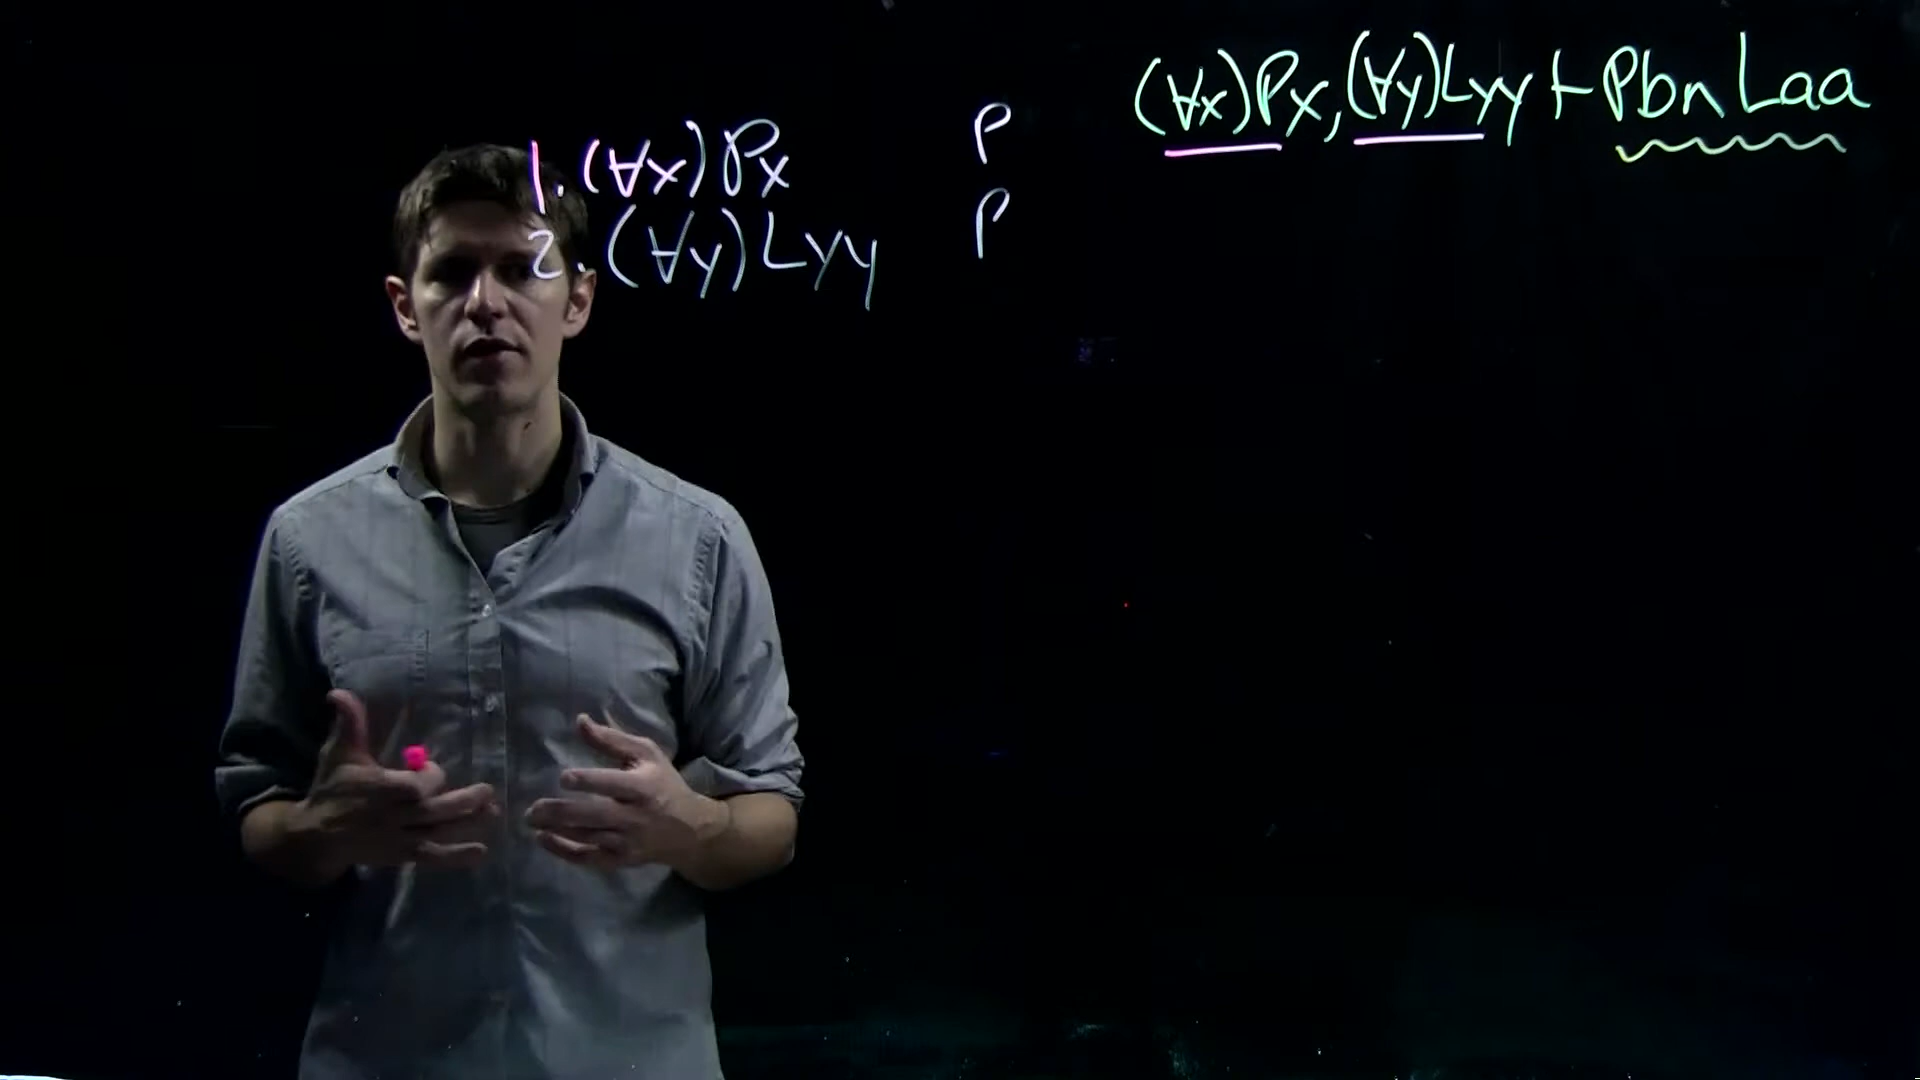 (∀x)Px,(∀y)Lyy ⊢ Pb∧Laa
1. (∀x)Px P
2. (∀y)Lyy P